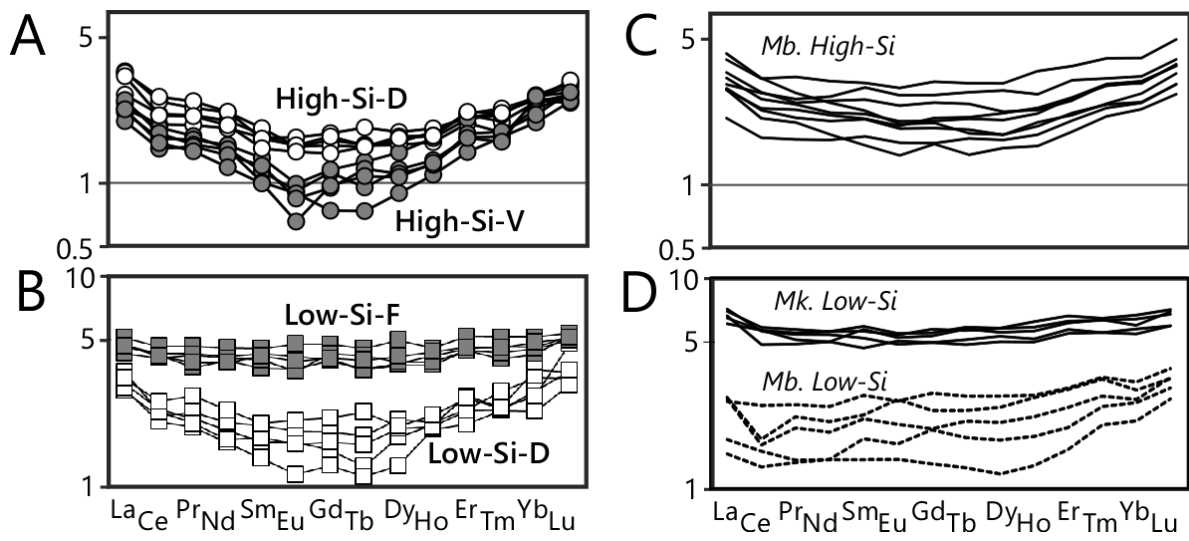 A
5
1
0.5
High-Si-D
High-Si-V
B
10
5
1
Low-Si-F
Low-Si-D
La Ce Pr Nd Sm Eu Gd Tb Dy Ho Er Tm Yb Lu
C
5
1
0.5
Mb. High-Si
D
10
5
1
Mk. Low-Si
Mb. Low-Si
La Ce Pr Nd Sm Eu Gd Tb Dy Ho Er Tm Yb Lu